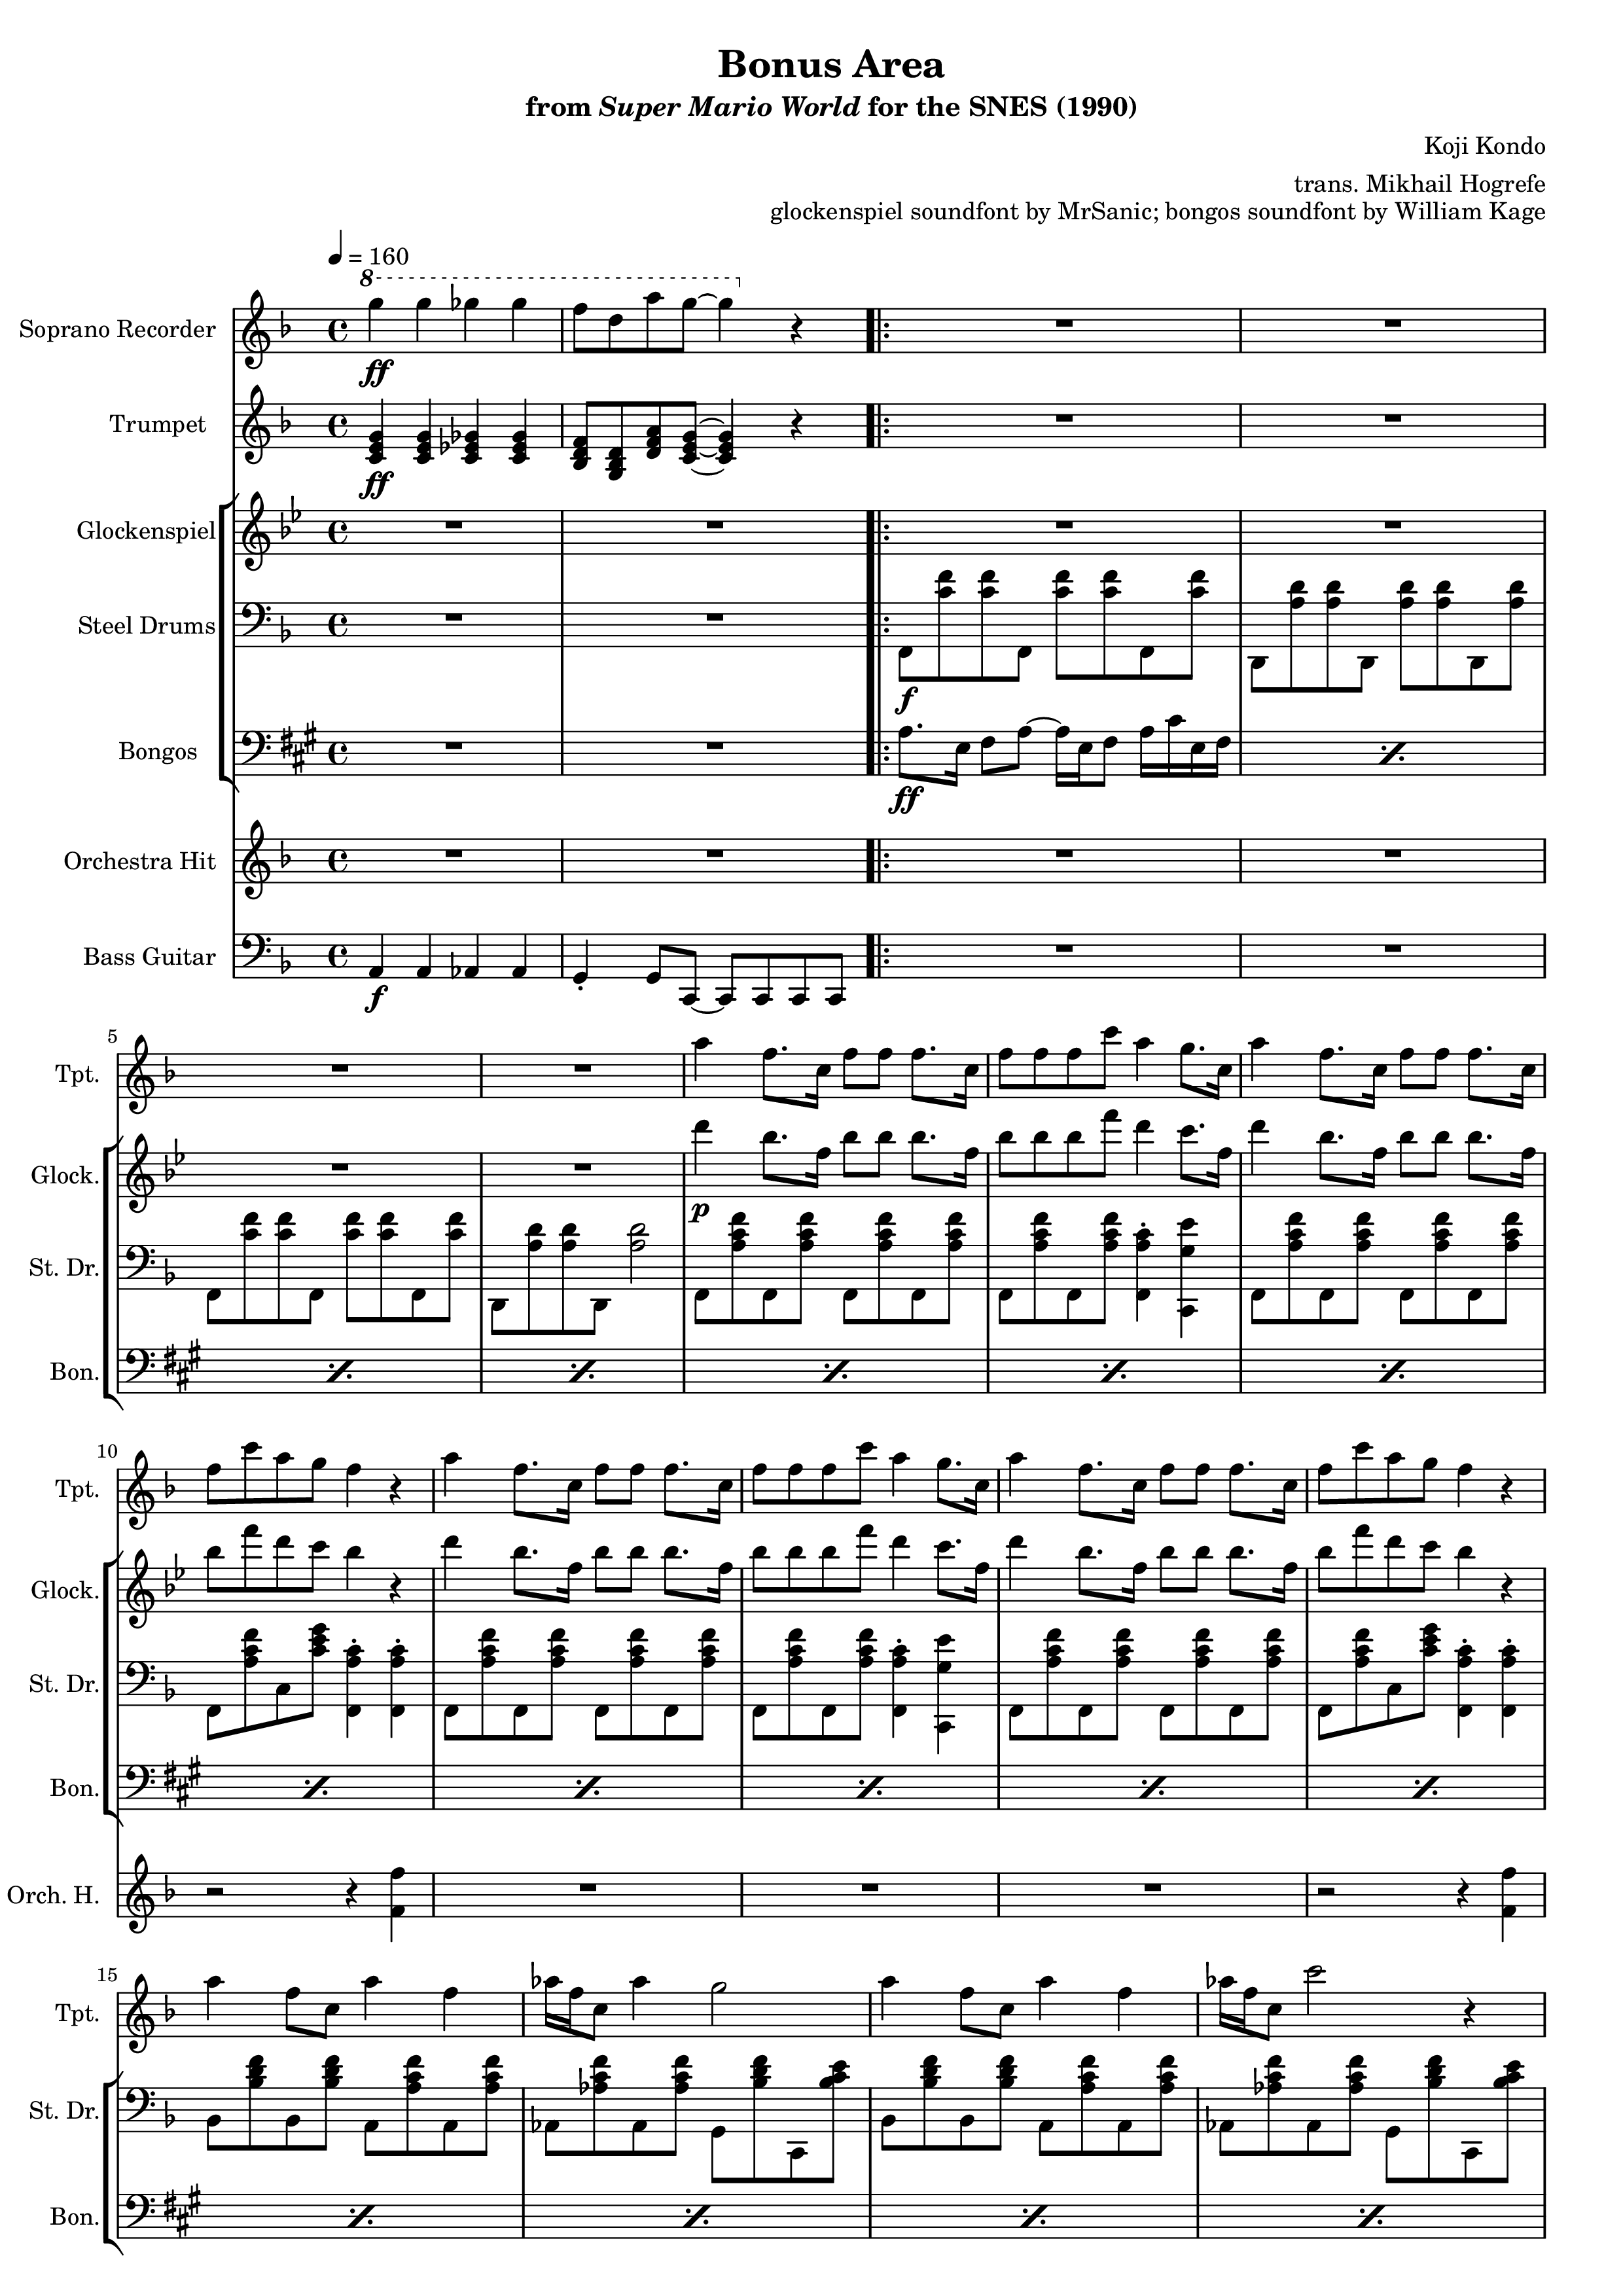 Bonus Area
from Super Mario World for the SNES (1990)
Koji Kondo
trans. Mikhail Hogrefe
glockenspiel soundfont by MrSanic; bongos soundfont by William Kage
= 160
8
Soprano Recorder
ff
Trumpet
ff
Glockenspiel
Steel Drums
f
Bongos
ff
Orchestra Hit
Bass Guitar
f
5
Tpt.
Glock.
p
St. Dr.
Bon.
10
Tpt.
Glock.
St. Dr.
Bon.
Orch. H.
15
Tpt.
St. Dr.
Bon.